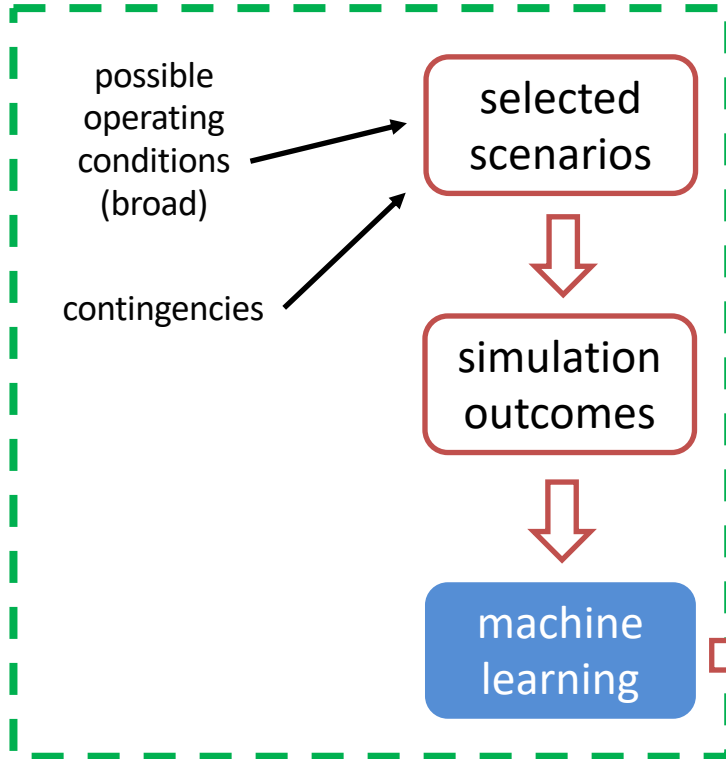 possible
operating
conditions
(broad)
contingencies
selected
scenarios
simulation
outcomes
machine
learning